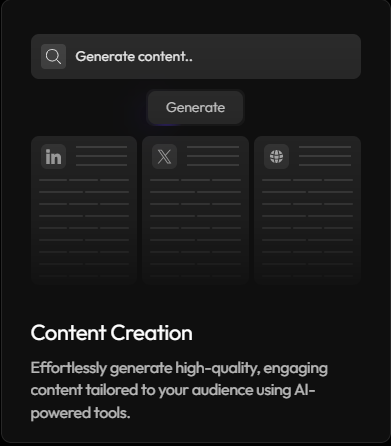 Generate content..
Generate
in
X
Content Creation
Effortlessly generate high-quality, engaging
content tailored to your audience using AI-
powered tools.